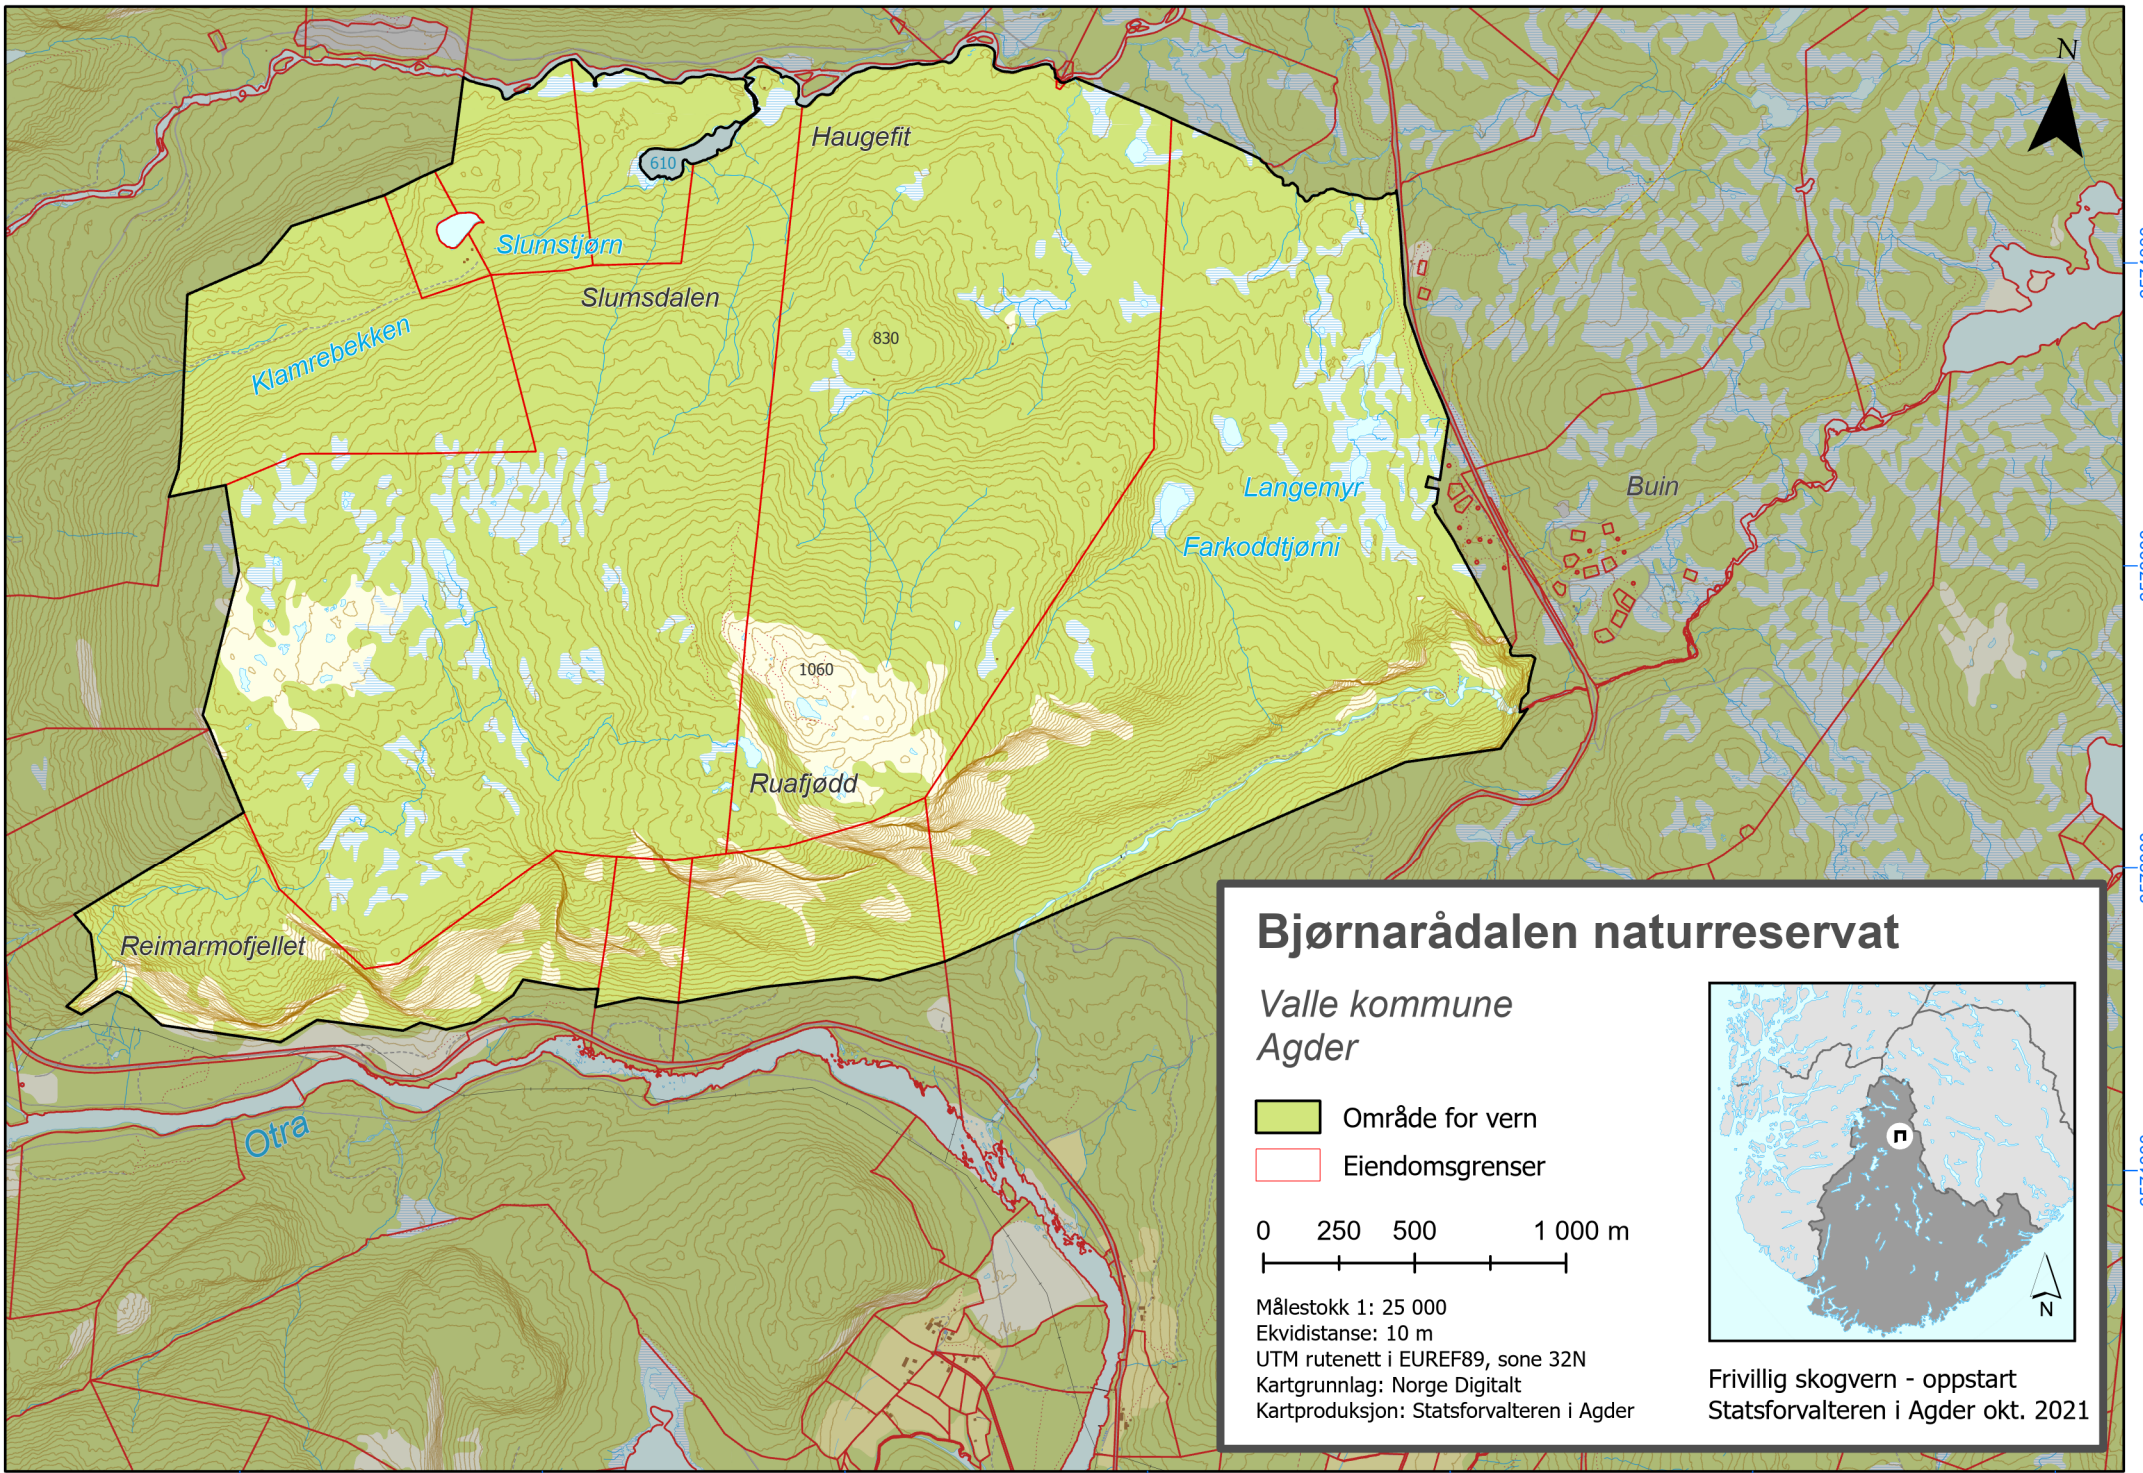 N
Haugefit
610
Slumstjørn
Slumsdalen
830
Klamrebekken
Langemyr
Buin
Farkoddtjørni
1060
Ruafjødd
Reimarmofjellet
Otra
Bjørnarådalen naturreservat
Valle kommune
Agder
Område for vern
Eiendomsgrenser
0 250 500 1 000 m
Målestokk 1: 25 000
Ekvidistanse: 10 m
UTM rutenett i EUREF89, sone 32N
Kartgrunnlag: Norge Digitalt
Kartproduksjon: Statsforvalteren i Agder
N
Frivillig skogvern - oppstart
Statsforvalteren i Agder okt. 2021